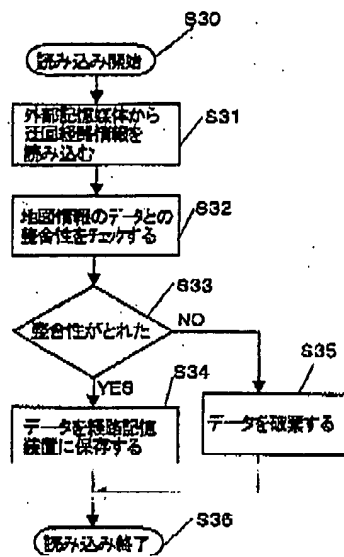 S30
読み込み開始
S31
外部記憶媒体から
迂回経路情報を
読み込む
S32
地図情報のデータとの
整合性をチェックする
S33
整合性がとれた
NO
YES
S34
データを経路記憶
装置に保存する
S35
データを破棄する
S36
読み込み終了